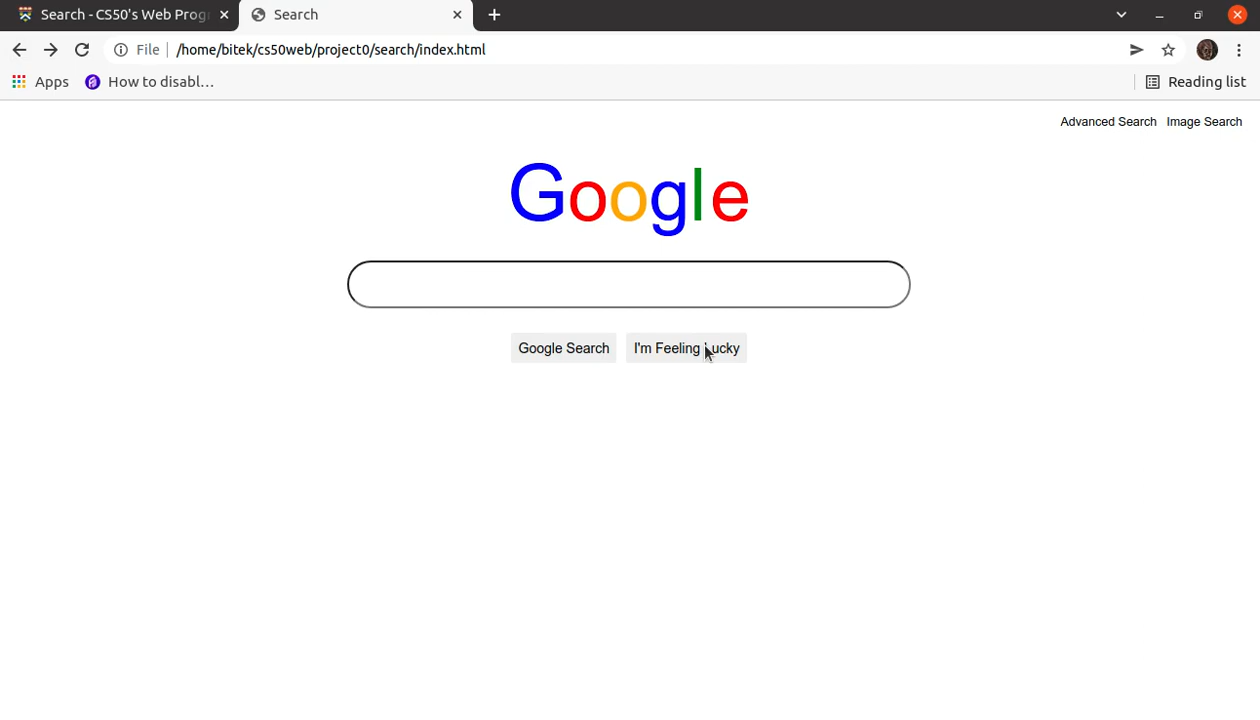 Search - CS50's Web Prog
Search
File
/home/bitek/cs50web/project0/search/index.html
Apps
How to disabl…
Reading list
Advanced Search Image Search
Google
Google Search
I'm Feeling Lucky